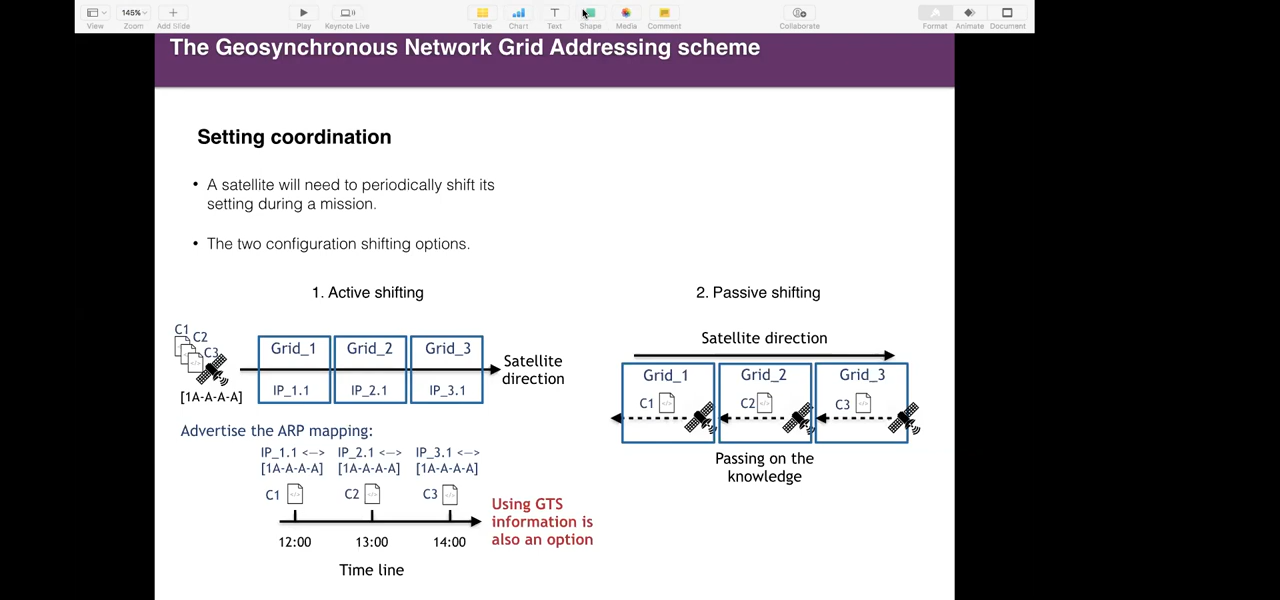 145%
View
Zoom
Add Slide
Play
Keynote Live
Table
Chart
Text
Shape
Media
Comment
Collaborate
Format
Animate
Document
The Geosynchronous Network Grid Addressing scheme
Setting coordination
• A satellite will need to periodically shift its
setting during a mission.
• The two configuration shifting options.
1. Active shifting
C1
C2
C3
[1A-A-A-A]
Grid_1
Grid_2
Grid_3
IP_1.1
IP_2.1
IP_3.1
Satellite
direction
Advertise the ARP mapping:
IP_1.1 <—>
[1A-A-A-A]
IP_2.1 <—>
[1A-A-A-A]
IP_3.1 <—>
[1A-A-A-A]
C1
C2
C3
12:00
13:00
14:00
Time line
Using GTS
information is
also an option
2. Passive shifting
Satellite direction
Grid_1
Grid_2
Grid_3
C1
C2
C3
Passing on the
knowledge